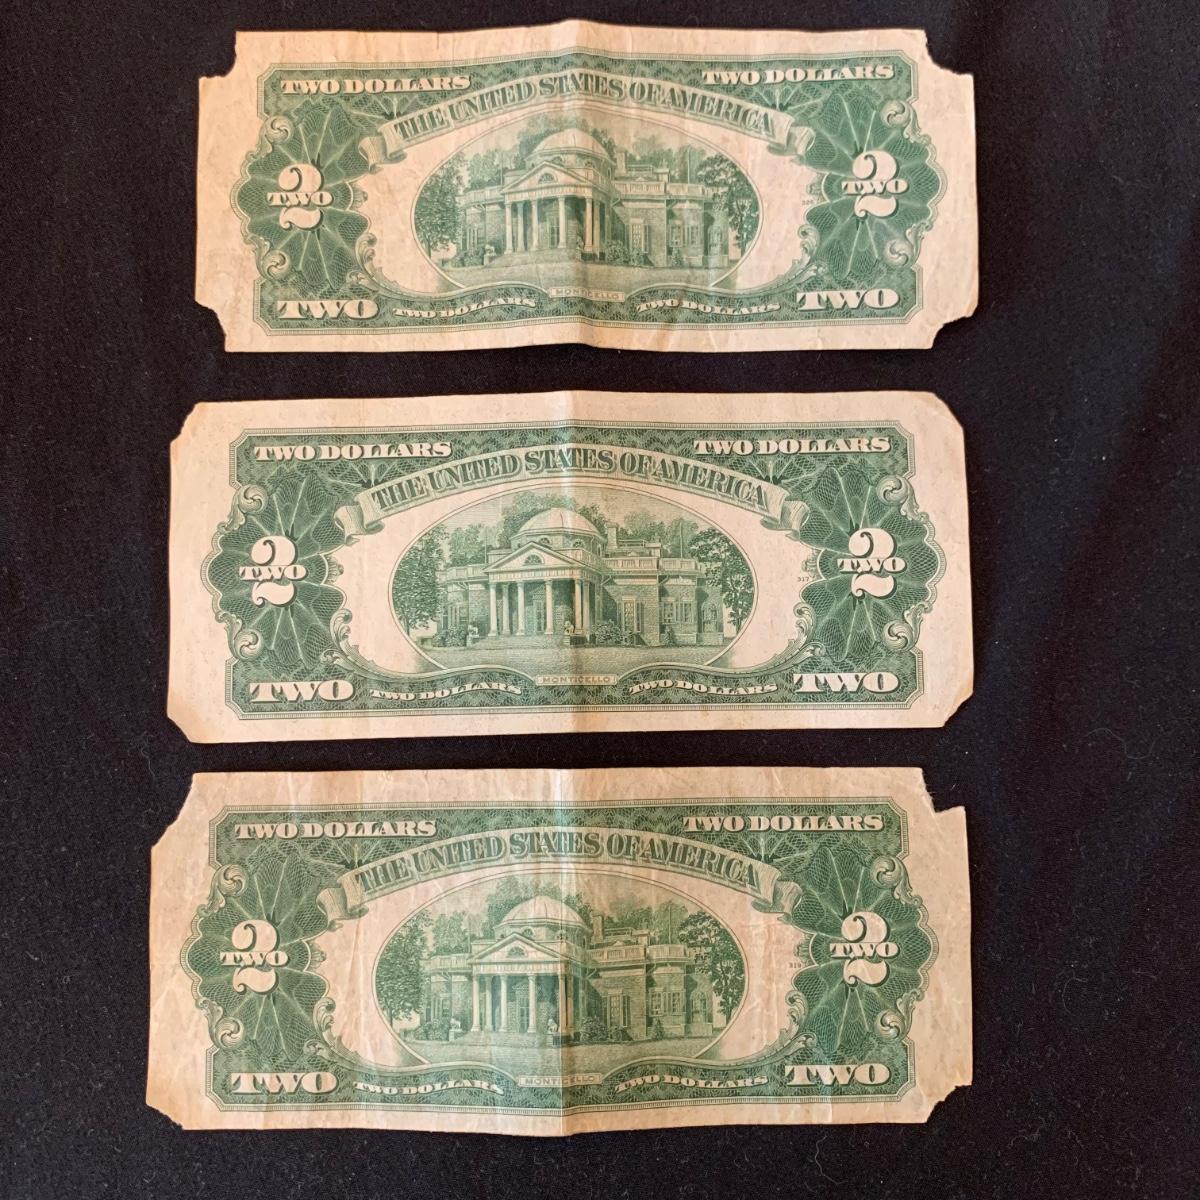 TWO DOLLARS TWO DOLLARS
THE UNITED STATES OF AMERICA
2 TWO 2 TWO
326
MONTICELLO
TWO TWO DOLLARS TWO DOLLARS TWO
TWO DOLLARS TWO DOLLARS
THE UNITED STATES OF AMERICA
2 TWO 2 TWO
317
MONTICELLO
TWO TWO DOLLARS TWO DOLLARS TWO
TWO DOLLARS TWO DOLLARS
THE UNITED STATES OF AMERICA
2 TWO 2 TWO
319
MONTICELLO
TWO TWO DOLLARS TWO DOLLARS TWO